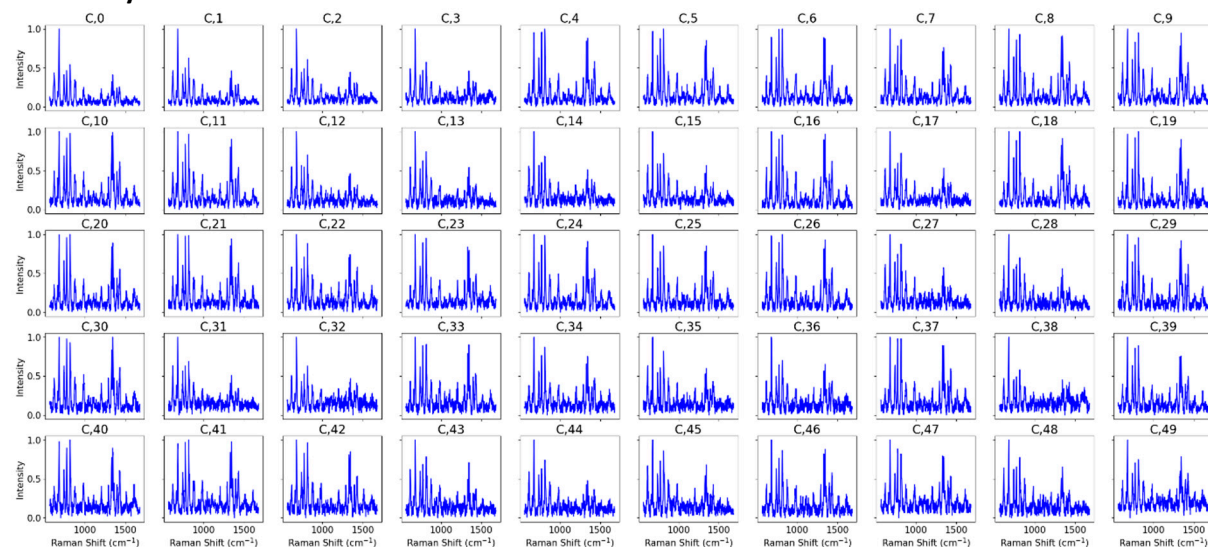 C,0 C,1 C,2 C,3 C,4 C,5 C,6 C,7 C,8 C,9
1.0
Intensity
0.5
0.0
C,10 C,11 C,12 C,13 C,14 C,15 C,16 C,17 C,18 C,19
1.0
Intensity
0.5
0.0
C,20 C,21 C,22 C,23 C,24 C,25 C,26 C,27 C,28 C,29
1.0
Intensity
0.5
0.0
C,30 C,31 C,32 C,33 C,34 C,35 C,36 C,37 C,38 C,39
1.0
Intensity
0.5
0.0
C,40 C,41 C,42 C,43 C,44 C,45 C,46 C,47 C,48 C,49
1.0
Intensity
0.5
0.0
1000 1500 1000 1500 1000 1500 1000 1500 1000 1500 1000 1500 1000 1500 1000 1500 1000 1500 1000 1500
Raman Shift (cm⁻¹) Raman Shift (cm⁻¹) Raman Shift (cm⁻¹) Raman Shift (cm⁻¹) Raman Shift (cm⁻¹) Raman Shift (cm⁻¹) Raman Shift (cm⁻¹) Raman Shift (cm⁻¹) Raman Shift (cm⁻¹) Raman Shift (cm⁻¹)